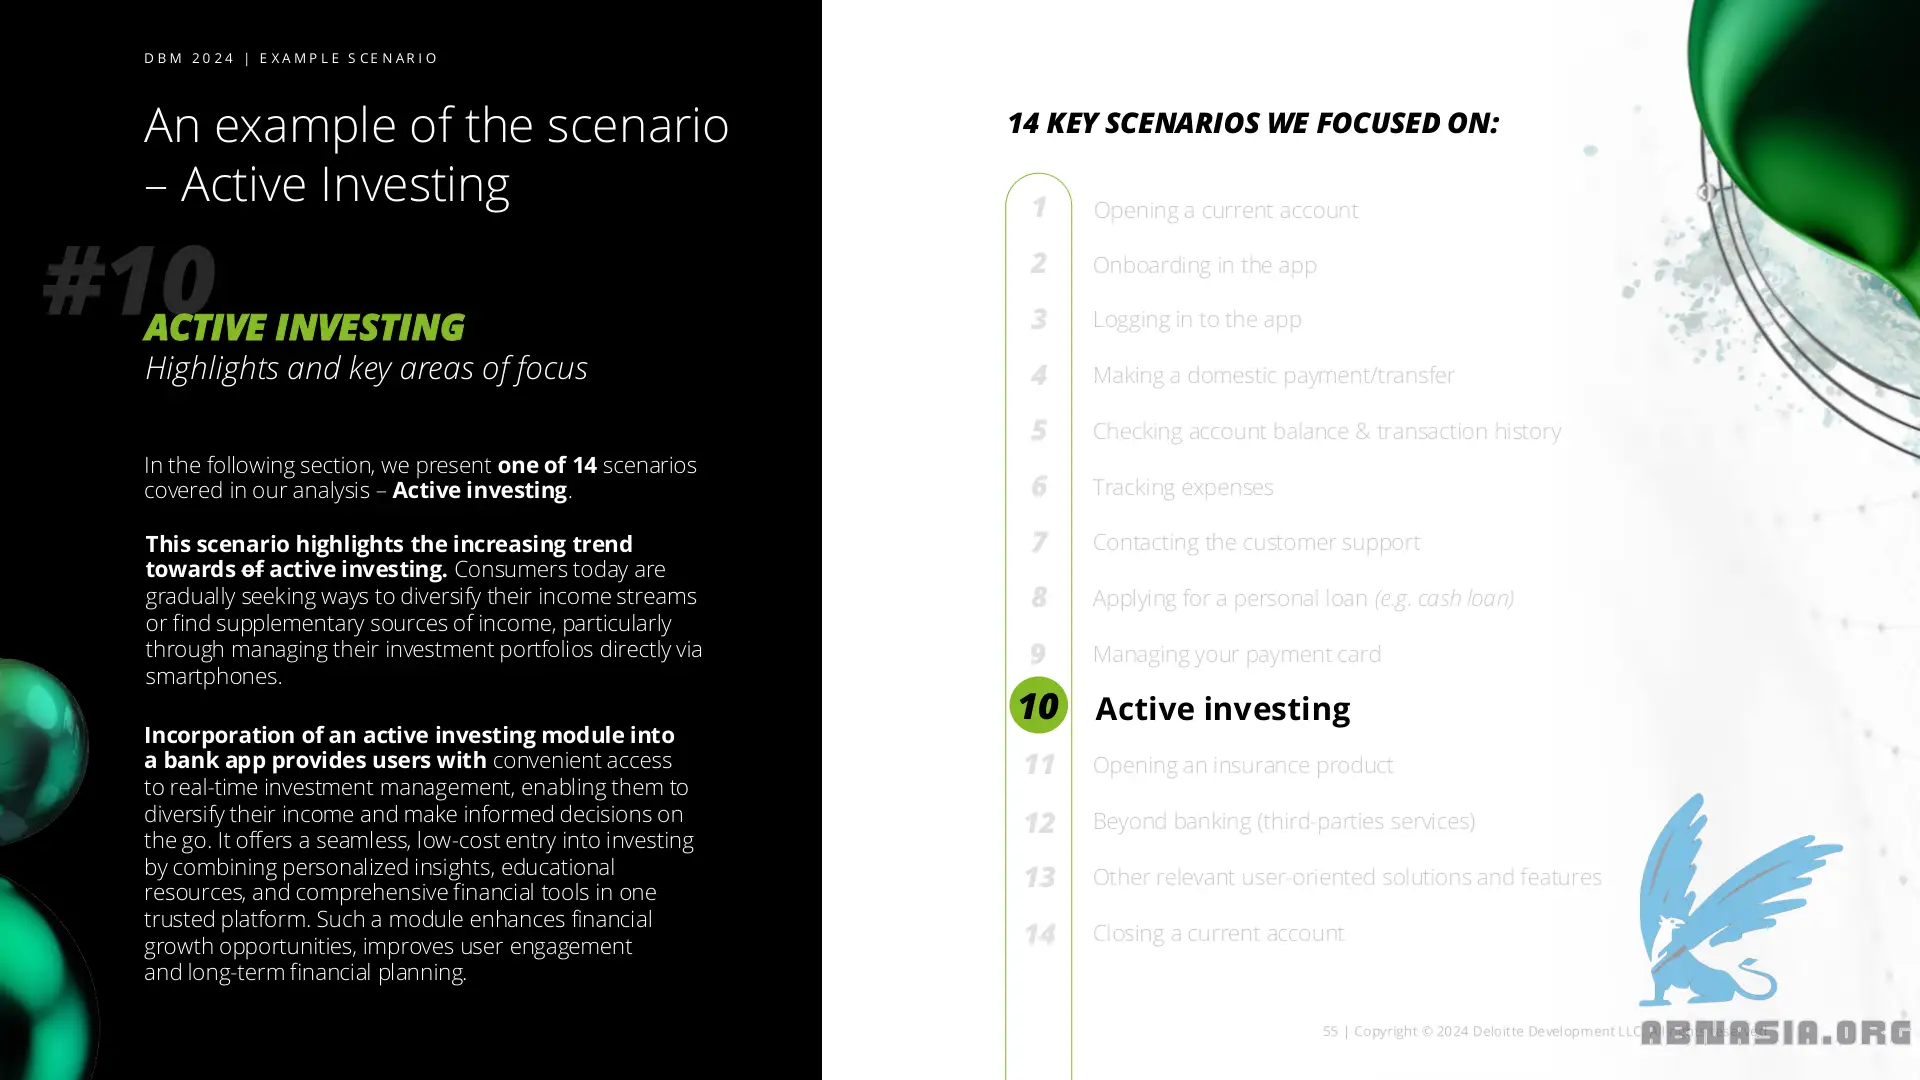 DBM 2024 | EXAMPLE SCENARIO
An example of the scenario
– Active Investing
#10
ACTIVE INVESTING
Highlights and key areas of focus
In the following section, we present one of 14 scenarios
covered in our analysis – Active investing.
This scenario highlights the increasing trend
towards of active investing. Consumers today are
gradually seeking ways to diversify their income streams
or find supplementary sources of income, particularly
through managing their investment portfolios directly via
smartphones.
Incorporation of an active investing module into
a bank app provides users with convenient access
to real-time investment management, enabling them to
diversify their income and make informed decisions on
the go. It offers a seamless, low-cost entry into investing
by combining personalized insights, educational
resources, and comprehensive financial tools in one
trusted platform. Such a module enhances financial
growth opportunities, improves user engagement
and long-term financial planning.
14 KEY SCENARIOS WE FOCUSED ON:
1 Opening a current account
2 Onboarding in the app
3 Logging in to the app
4 Making a domestic payment/transfer
5 Checking account balance & transaction history
6 Tracking expenses
7 Contacting the customer support
8 Applying for a personal loan (e.g. cash loan)
9 Managing your payment card
10 Active investing
11 Opening an insurance product
12 Beyond banking (third-parties services)
13 Other relevant user-oriented solutions and features
14 Closing a current account
55 | Copyright © 2024 Deloitte Development LLC.
ABNASIA.ORG